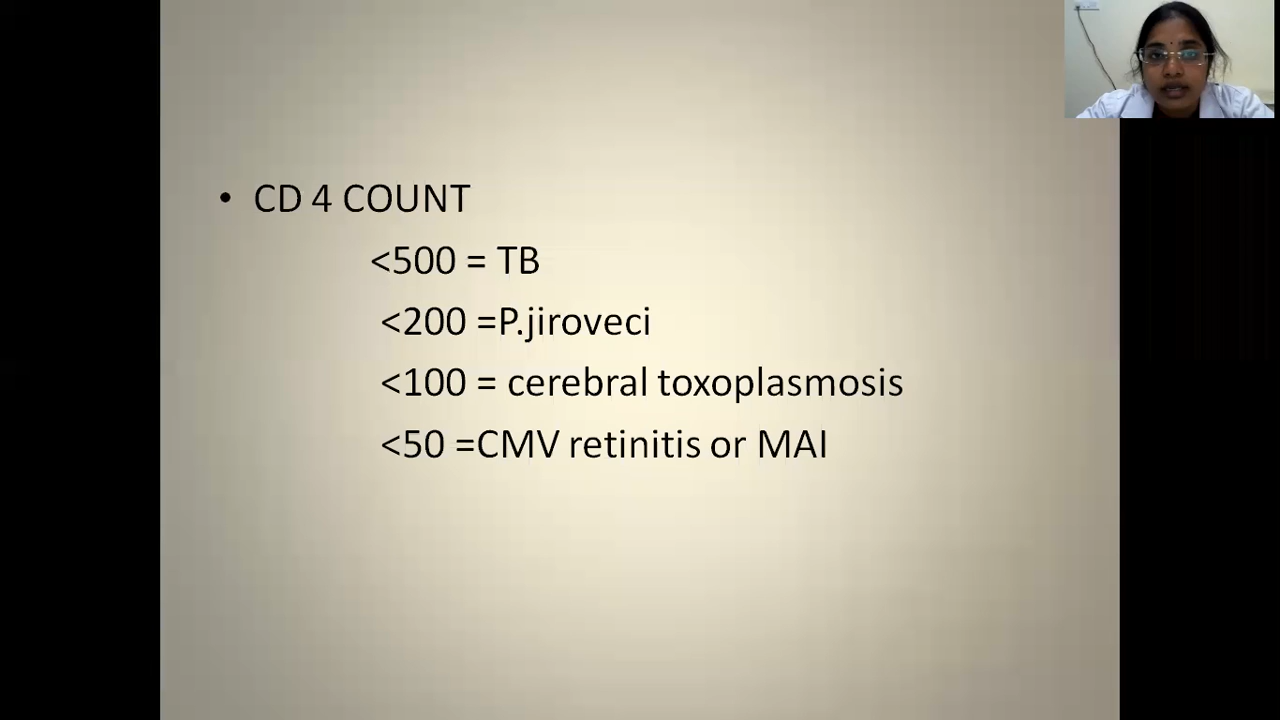 • CD 4 COUNT
<500 = TB
<200 =P.jiroveci
<100 = cerebral toxoplasmosis
<50 =CMV retinitis or MAI